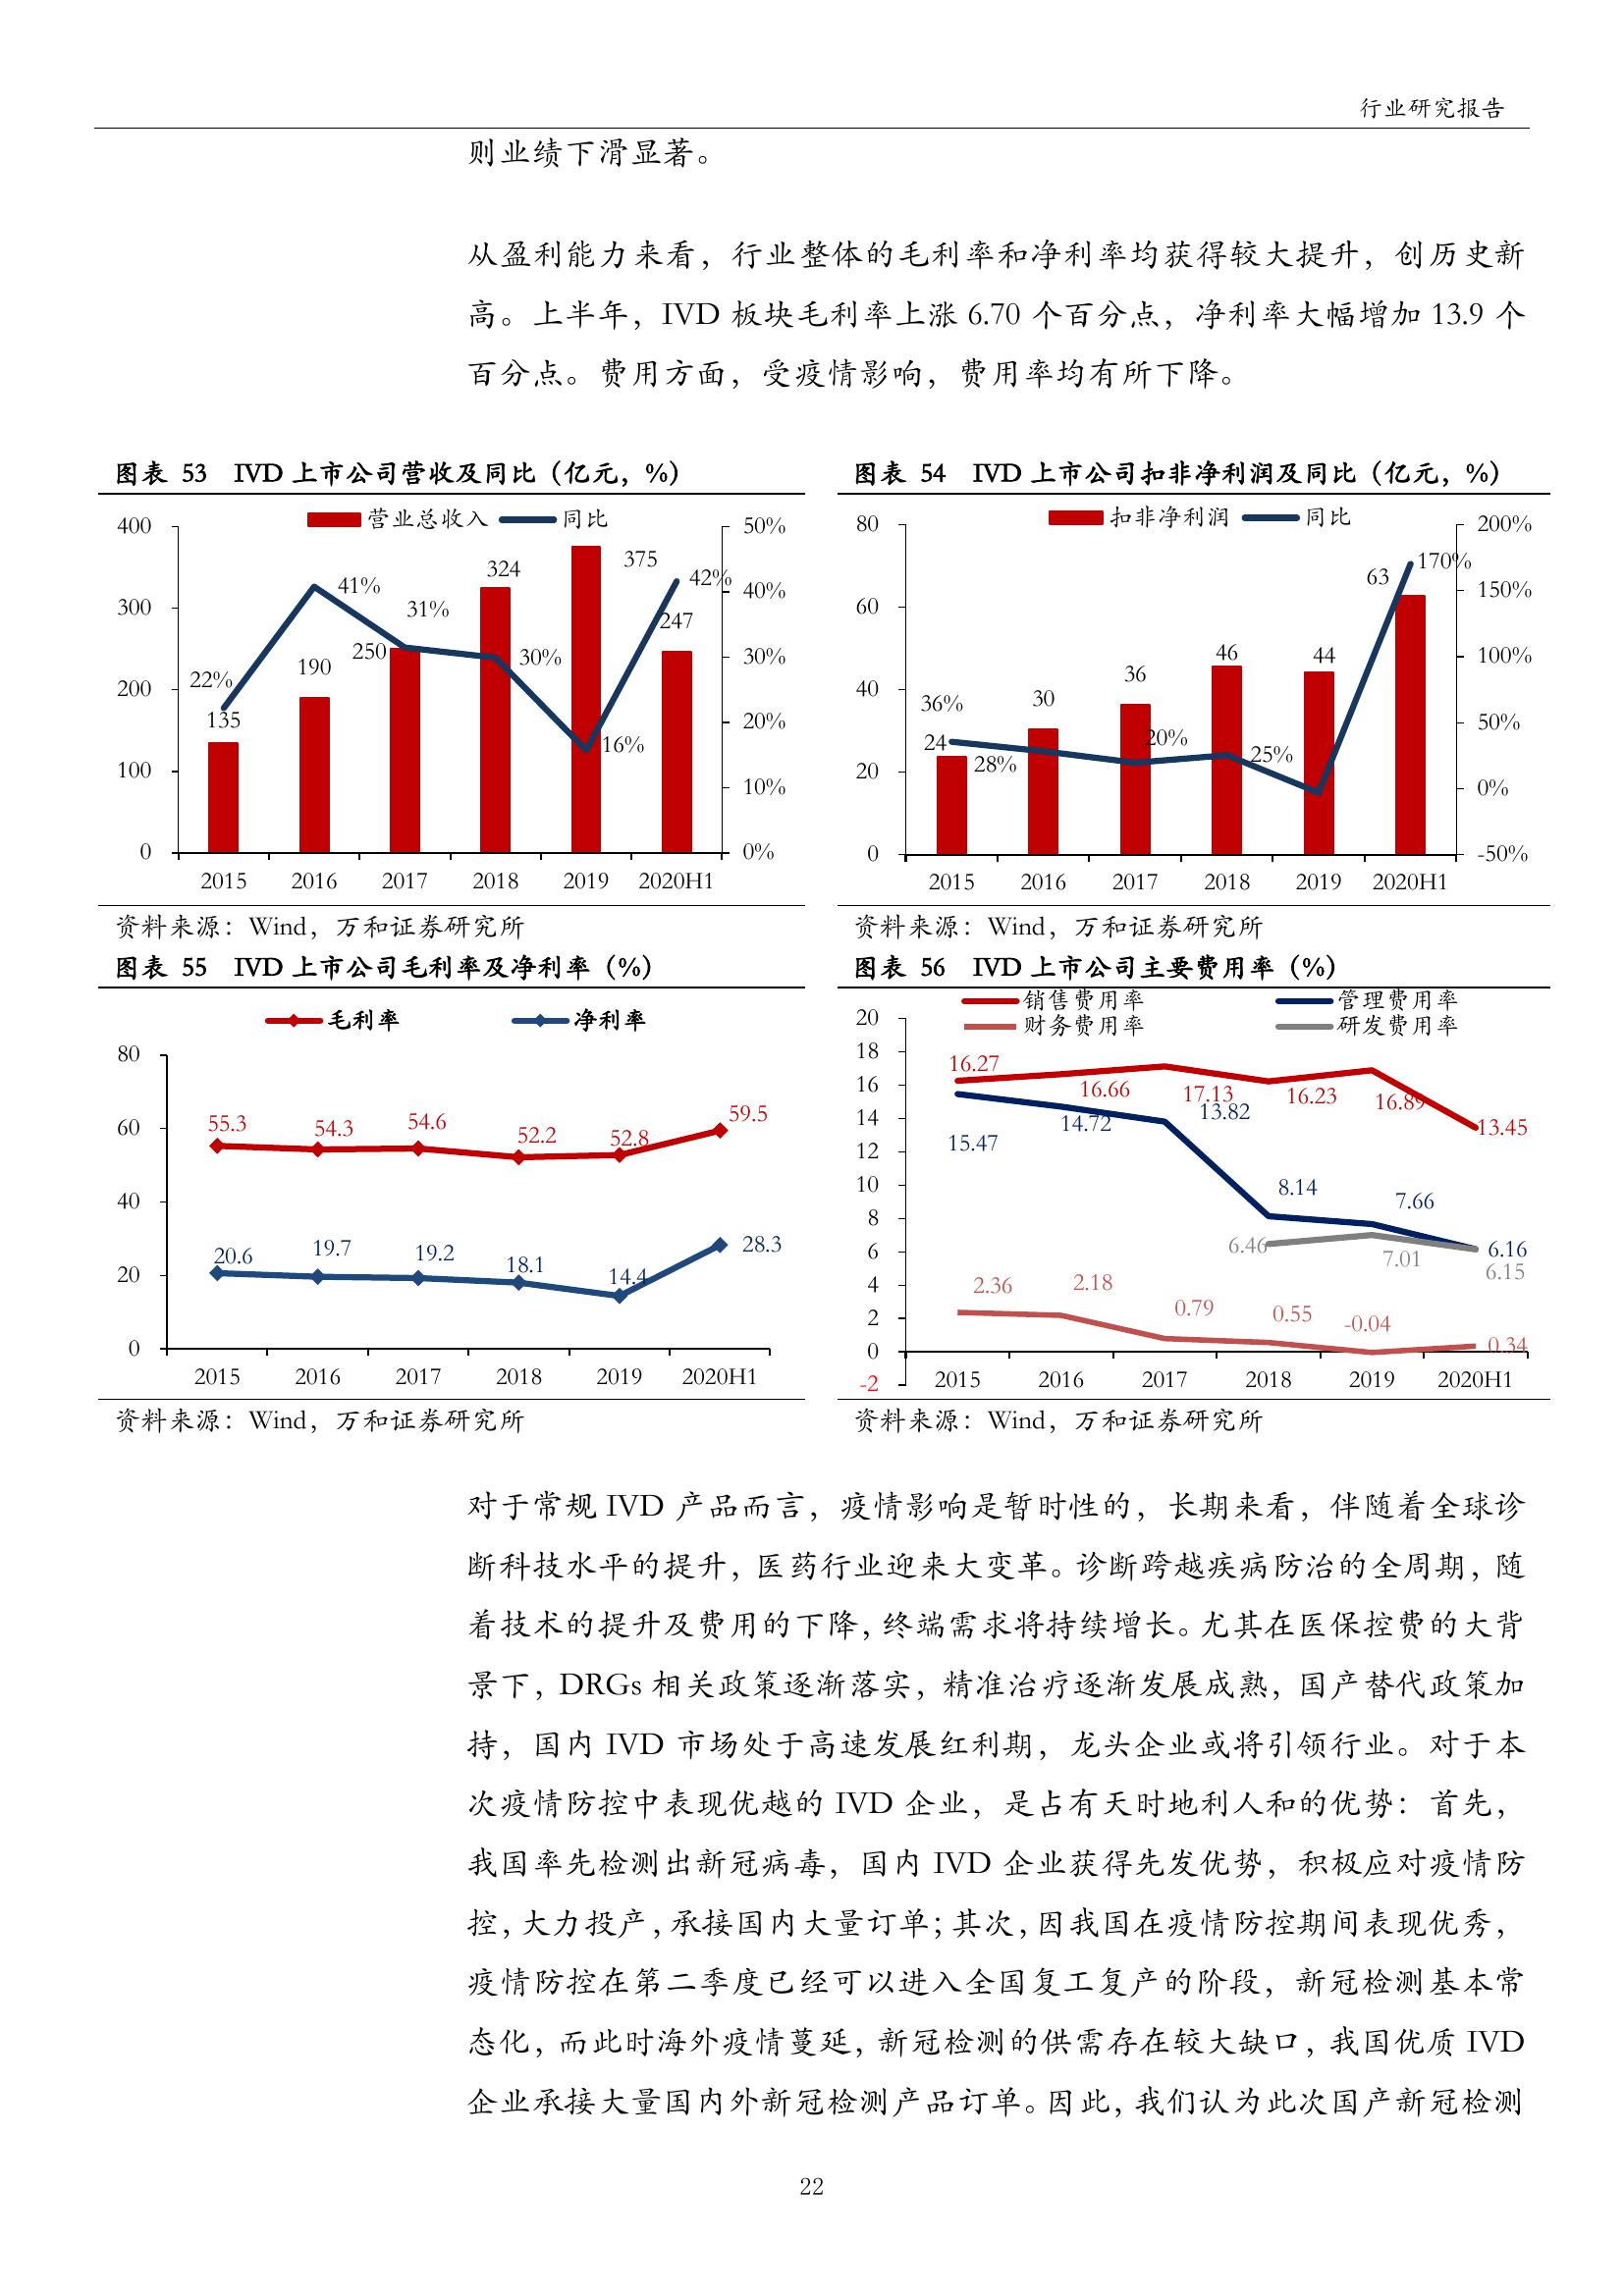 行业研究报告
则业绩下滑显著。
从盈利能力来看，行业整体的毛利率和净利率均获得较大提升，创历史新
高。上半年，IVD 板块毛利率上涨 6.70 个百分点，净利率大幅增加 13.9 个
百分点。费用方面，受疫情影响，费用率均有所下降。
图表 53 IVD 上市公司营收及同比（亿元，%）
营业总收入 同比
400
300
200
100
0
50%
40%
30%
20%
10%
0%
135
190
250
324
375
247
22%
41%
31%
30%
16%
42%
2015 2016 2017 2018 2019 2020H1
资料来源：Wind，万和证券研究所
图表 54 IVD 上市公司扣非净利润及同比（亿元，%）
扣非净利润 同比
80
60
40
20
0
200%
150%
100%
50%
0%
-50%
24
30
36
46
44
63
36%
28%
20%
25%
170%
2015 2016 2017 2018 2019 2020H1
资料来源：Wind，万和证券研究所
图表 55 IVD 上市公司毛利率及净利率（%）
毛利率 净利率
80
60
40
20
0
55.3 54.3 54.6 52.2 52.8 59.5
20.6 19.7 19.2 18.1 14.4 28.3
2015 2016 2017 2018 2019 2020H1
资料来源：Wind，万和证券研究所
图表 56 IVD 上市公司主要费用率（%）
销售费用率 管理费用率
财务费用率 研发费用率
20
18
16
14
12
10
8
6
4
2
0
-2
16.27 16.66 17.13 16.23 16.89 13.45
15.47 14.72 13.82 8.14 7.66 6.16
6.46 7.01 6.15
2.36 2.18 0.79 0.55 -0.04 0.34
2015 2016 2017 2018 2019 2020H1
资料来源：Wind，万和证券研究所
对于常规 IVD 产品而言，疫情影响是暂时性的，长期来看，伴随着全球诊
断科技水平的提升，医药行业迎来大变革。诊断跨越疾病防治的全周期，随
着技术的提升及费用的下降，终端需求将持续增长。尤其在医保控费的大背
景下，DRGs 相关政策逐渐落实，精准治疗逐渐发展成熟，国产替代政策加
持，国内 IVD 市场处于高速发展红利期，龙头企业或将引领行业。对于本
次疫情防控中表现优越的 IVD 企业，是占有天时地利人和的优势：首先，
我国率先检测出新冠病毒，国内 IVD 企业获得先发优势，积极应对疫情防
控，大力投产，承接国内大量订单；其次，因我国在疫情防控期间表现优秀，
疫情防控在第二季度已经可以进入全国复工复产的阶段，新冠检测基本常
态化，而此时海外疫情蔓延，新冠检测的供需存在较大缺口，我国优质 IVD
企业承接大量国内外新冠检测产品订单。因此，我们认为此次国产新冠检测
22